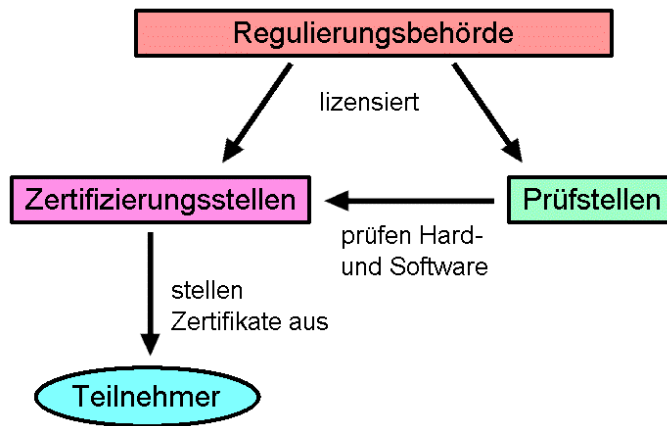 Regulierungsbehörde
lizensiert
Zertifizierungsstellen
Prüfstellen
prüfen Hard-
und Software
stellen
Zertifikate aus
Teilnehmer